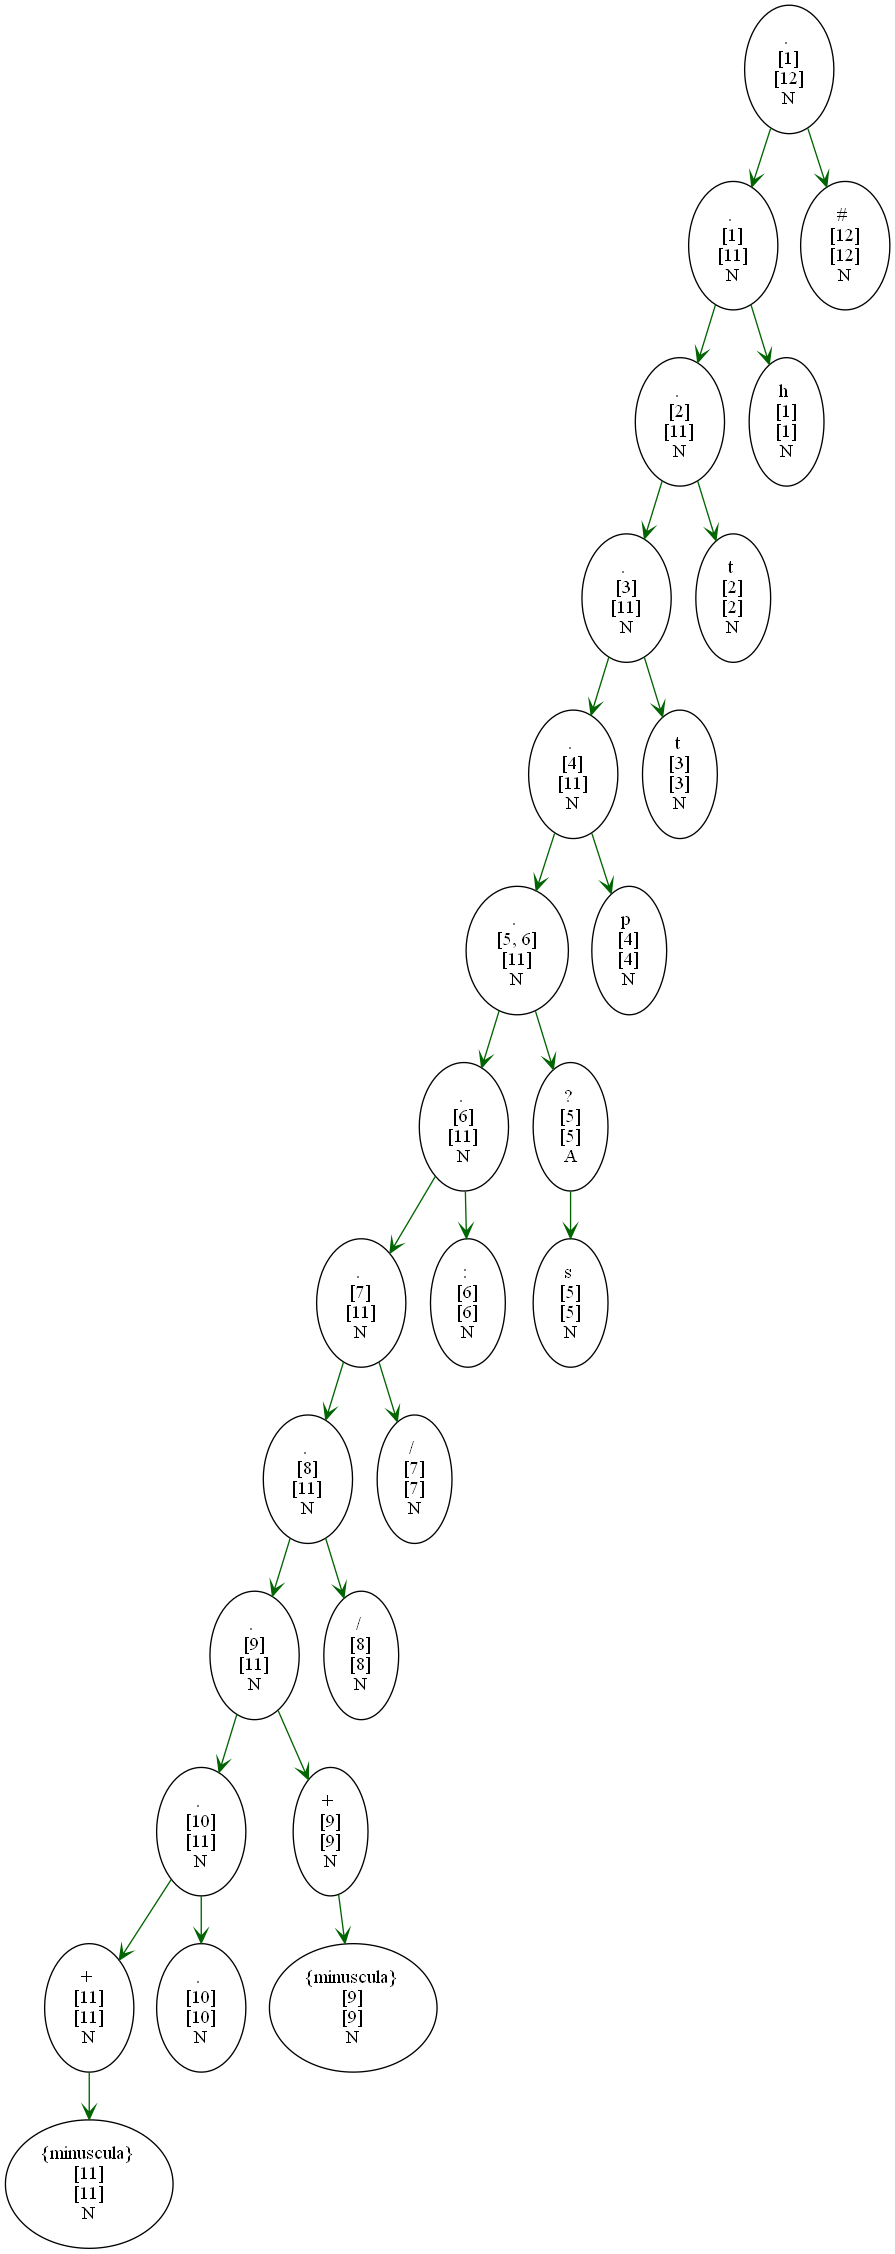 .
[1]
[12]
N
.
[1]
[11]
N
#
[12]
[12]
N
.
[2]
[11]
N
h
[1]
[1]
N
.
[3]
[11]
N
t
[2]
[2]
N
.
[4]
[11]
N
t
[3]
[3]
N
.
[5, 6]
[11]
N
p
[4]
[4]
N
.
[6]
[11]
N
?
[5]
[5]
A
.
[7]
[11]
N
:
[6]
[6]
N
s
[5]
[5]
N
.
[8]
[11]
N
/
[7]
[7]
N
.
[9]
[11]
N
/
[8]
[8]
N
.
[10]
[11]
N
+
[9]
[9]
N
+
[11]
[11]
N
.
[10]
[10]
N
{minuscula}
[9]
[9]
N
{minuscula}
[11]
[11]
N